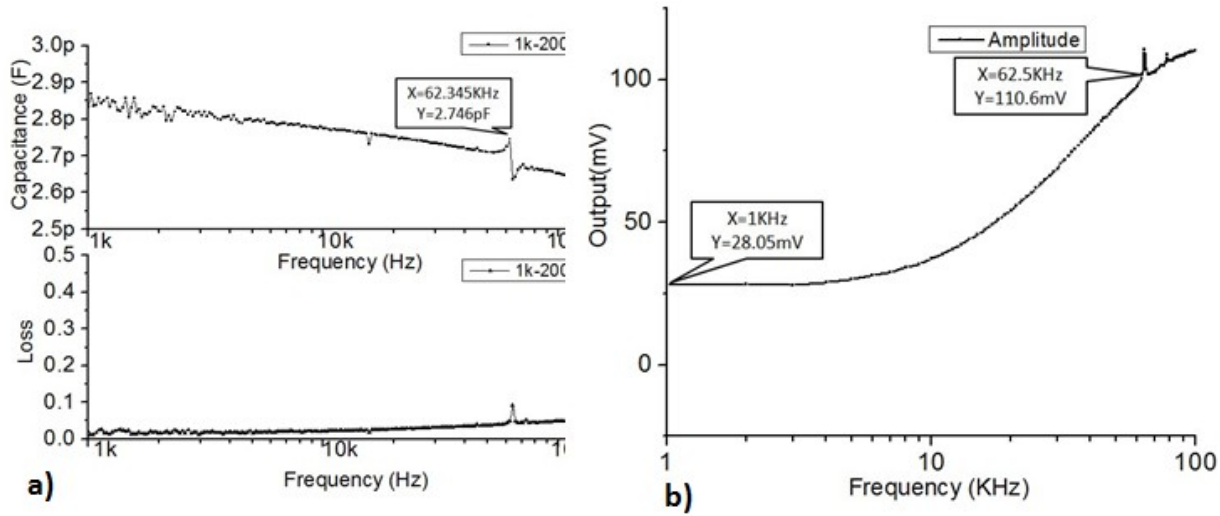 3.0p
2.9p
2.8p
2.7p
2.6p
2.5p
Capacitance (F)
1k-200
X=62.345KHz
Y=2.746pF
1k
10k
Frequency (Hz)
0.5
0.4
0.3
0.2
0.1
0.0
Loss
1k-200
1k
10k
10
Frequency (Hz)
a)
100
50
0
Output(mV)
Amplitude
X=62.5KHz
Y=110.6mV
X=1KHz
Y=28.05mV
1
10
100
Frequency (KHz)
b)